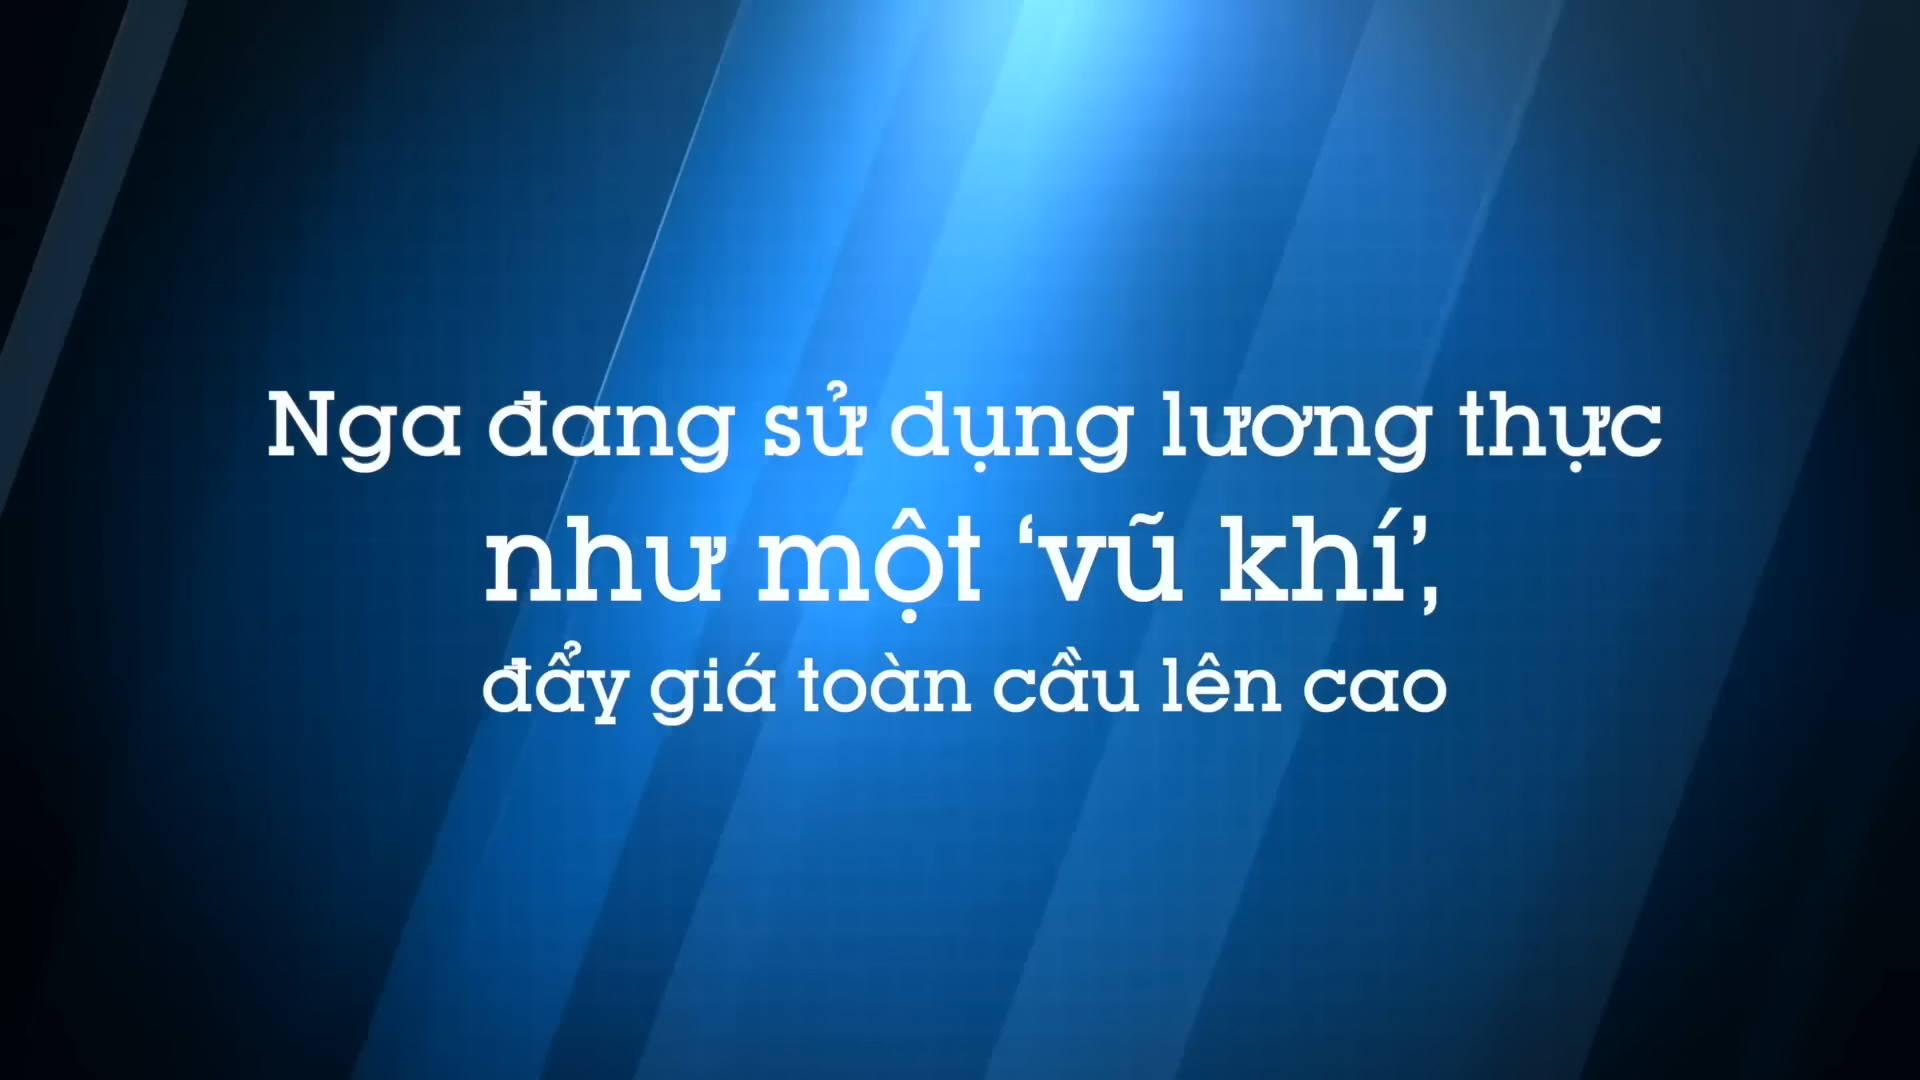 Nga đang sử dụng lương thực
như một ‘vũ khí’,
đẩy giá toàn cầu lên cao